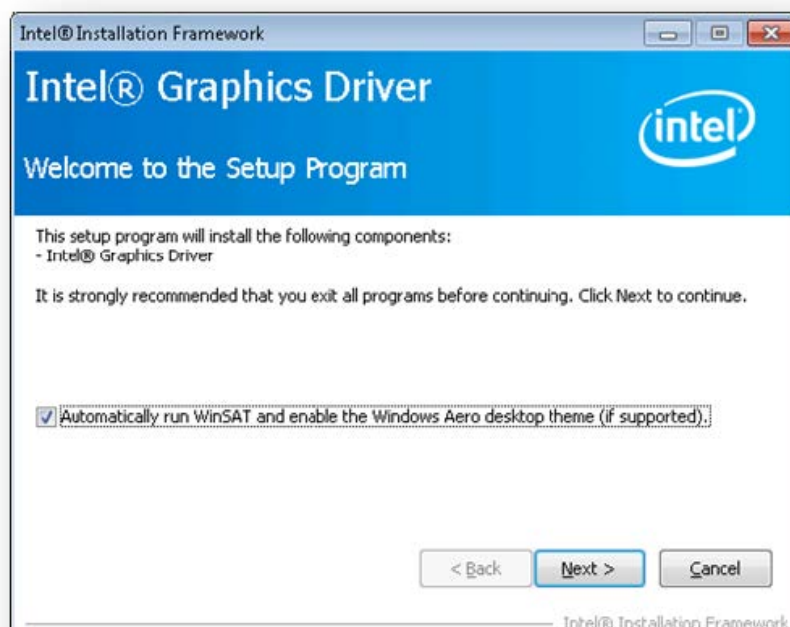 Intel® Installation Framework
Intel® Graphics Driver
intel
Welcome to the Setup Program
This setup program will install the following components:
- Intel® Graphics Driver
It is strongly recommended that you exit all programs before continuing. Click Next to continue.
Automatically run WinSAT and enable the Windows Aero desktop theme (if supported).
< Back Next > Cancel
Intel® Installation Framework